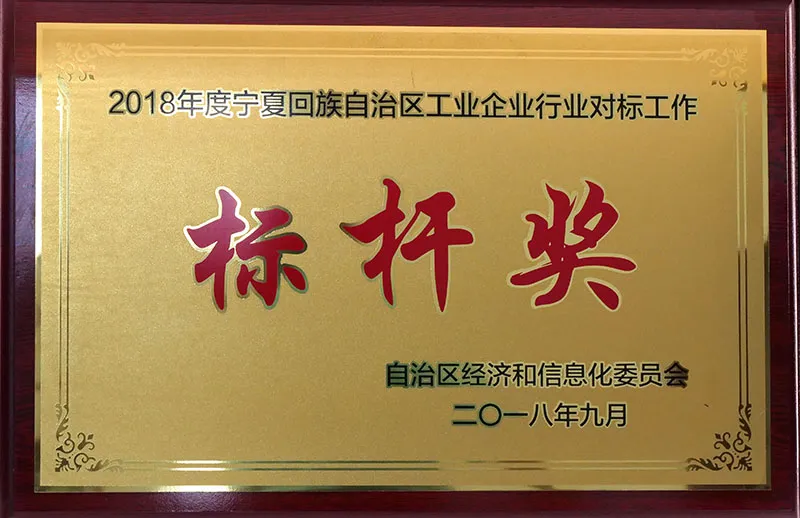 2018年度宁夏回族自治区工业企业行业对标工作
标杆奖
自治区经济和信息化委员会
二〇一八年九月